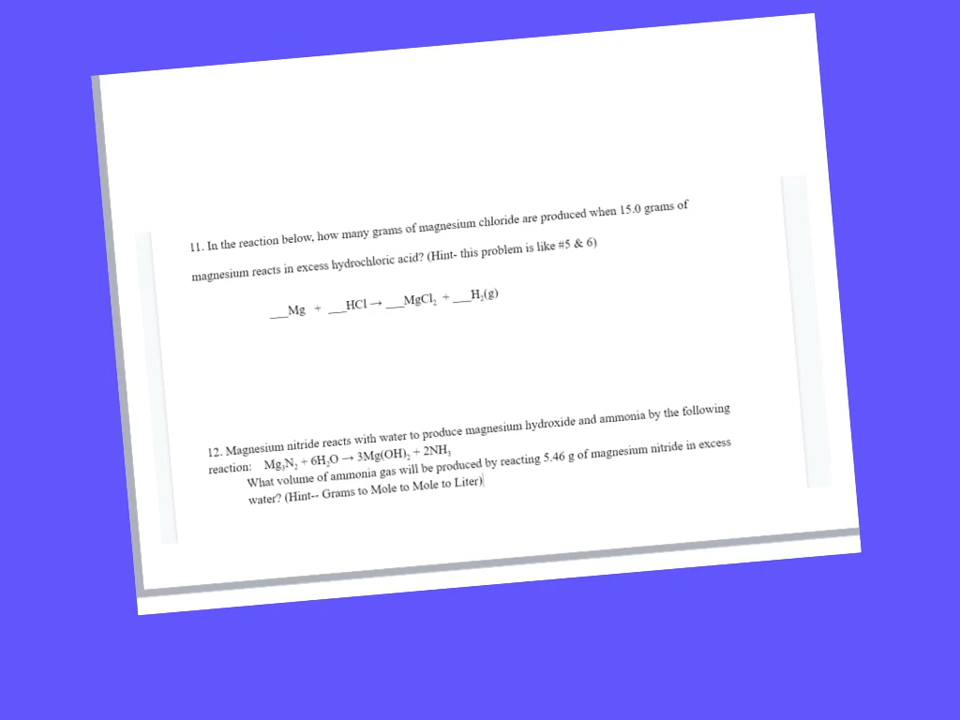 11. In the reaction below, how many grams of magnesium chloride are produced when 15.0 grams of
magnesium reacts in excess hydrochloric acid? (Hint- this problem is like #5 & 6)
___Mg + ___HCl → ___MgCl₂ + ___H₂(g)
12. Magnesium nitride reacts with water to produce magnesium hydroxide and ammonia by the following
reaction: Mg₃N₂ + 6H₂O → 3Mg(OH)₂ + 2NH₃
What volume of ammonia gas will be produced by reacting 5.46 g of magnesium nitride in excess
water? (Hint-- Grams to Mole to Mole to Liter)